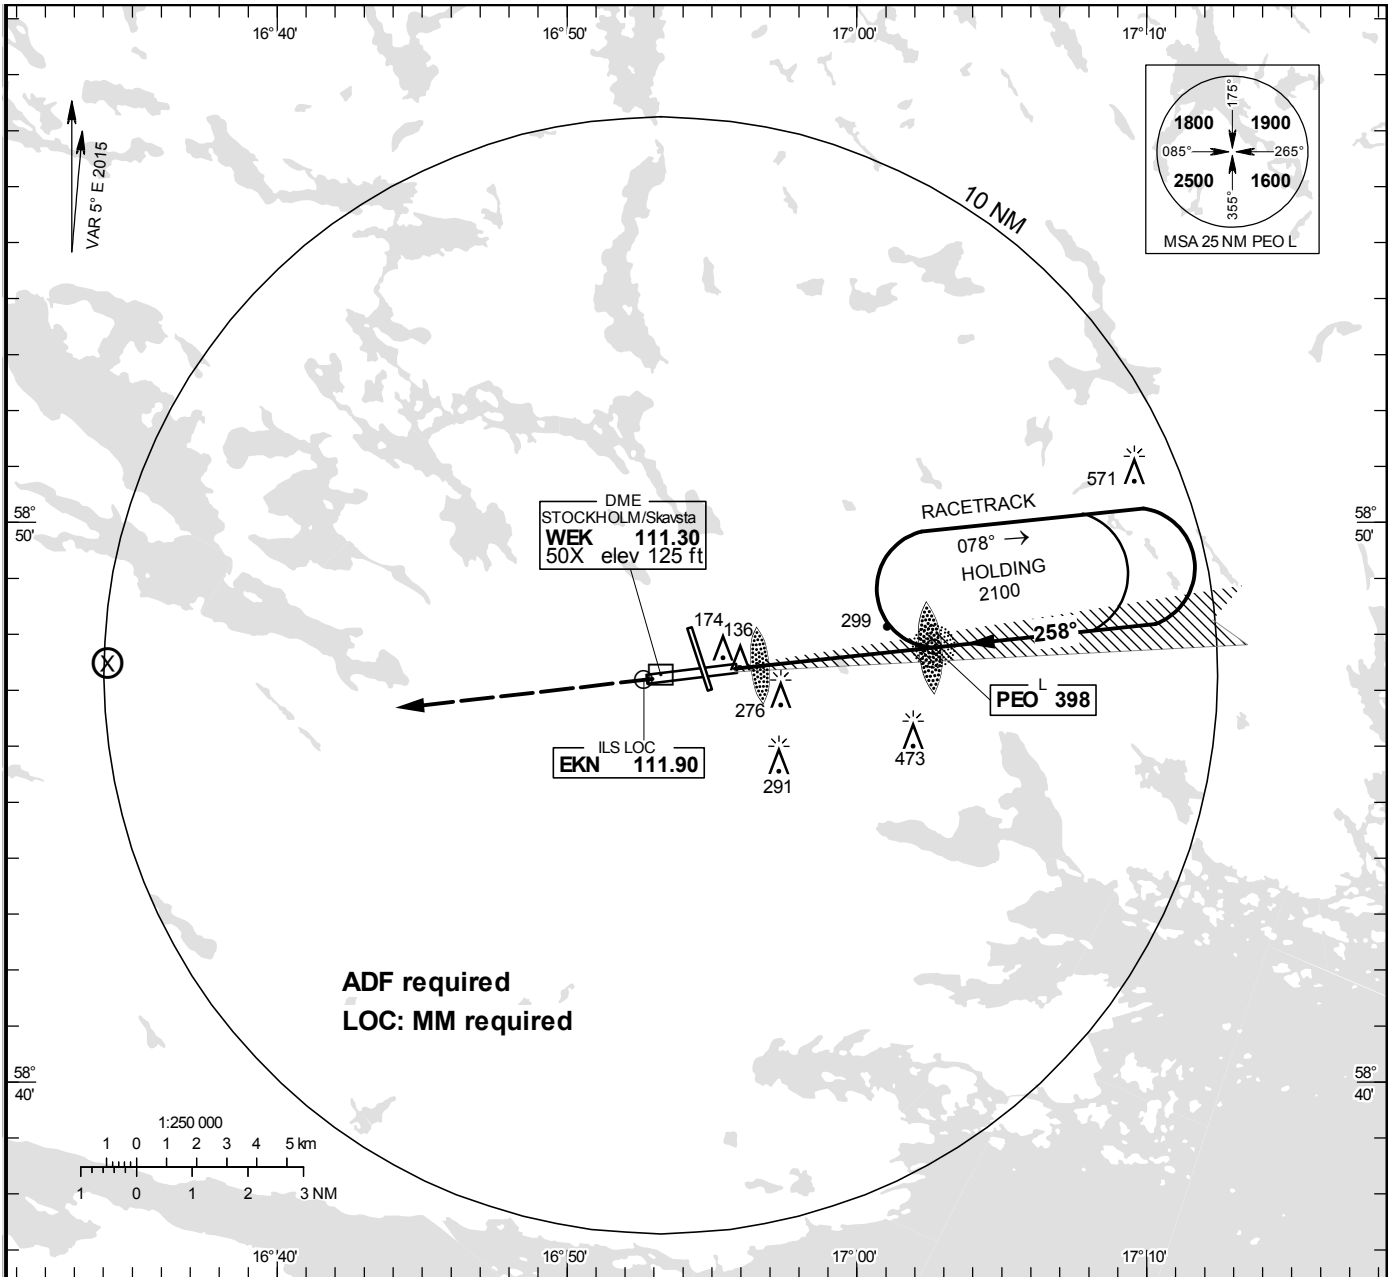 16°40'
16°50'
17°00'
17°10'
VAR 5° E 2015
10 NM
175°
1800
1900
085°
265°
2500
1600
355°
MSA 25 NM PEO L
571
58°
50'
58°
50'
DME
STOCKHOLM/Skavsta
WEK 111.30
50X elev 125 ft
RACETRACK
078° →
HOLDING
2100
299
174
136
258°
X
L
PEO 398
276
473
ILS LOC
EKN 111.90
291
ADF required
LOC: MM required
58°
40'
58°
40'
1:250 000
1 0 1 2 3 4 5 km
1 0 1 2 3 NM
16°40'
16°50'
17°00'
17°10'